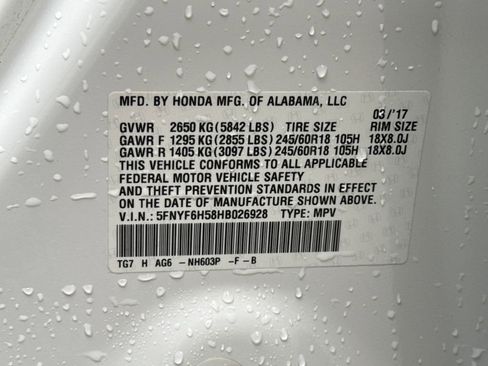 MFD. BY HONDA MFG. OF ALABAMA, LLC
03/'17
GVWR 2650 KG (5842 LBS) TIRE SIZE RIM SIZE
GAWR F 1295 KG (2855 LBS) 245/60R18 105H 18X8.0J
GAWR R 1405 KG (3097 LBS) 245/60R18 105H 18X8.0J
THIS VEHICLE CONFORMS TO ALL APPLICABLE
FEDERAL MOTOR VEHICLE SAFETY
AND THEFT PREVENTION STANDARDS IN EFFECT
ON THE DATE OF MANUFACTURE SHOWN ABOVE.
V.I.N.: 5FNYF6H58HB026928 TYPE: MPV
TG7 H AG6 -NH603P -F-B